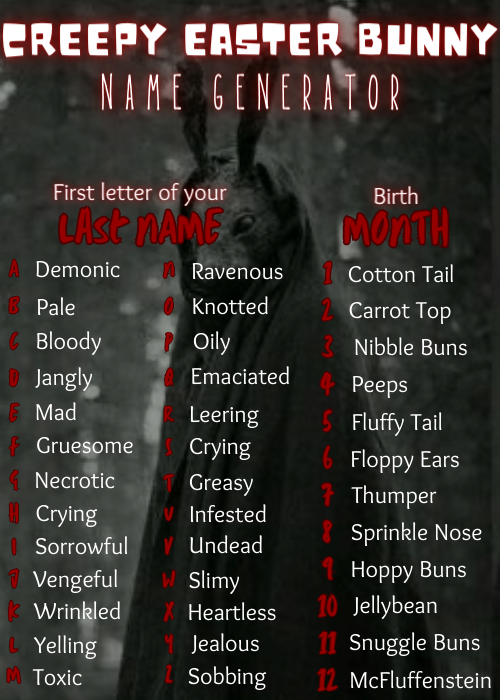 CREEPY EASTER BUNNY
NAME GENERATOR
First letter of your
LAST NAME
A Demonic
B Pale
C Bloody
D Jangly
E Mad
F Gruesome
G Necrotic
H Crying
I Sorrowful
J Vengeful
K Wrinkled
L Yelling
M Toxic
N Ravenous
O Knotted
P Oily
Q Emaciated
R Leering
S Crying
T Greasy
U Infested
V Undead
W Slimy
X Heartless
Y Jealous
Z Sobbing
Birth
MONTH
1 Cotton Tail
2 Carrot Top
3 Nibble Buns
4 Peeps
5 Fluffy Tail
6 Floppy Ears
7 Thumper
8 Sprinkle Nose
9 Hoppy Buns
10 Jellybean
11 Snuggle Buns
12 McFluffenstein